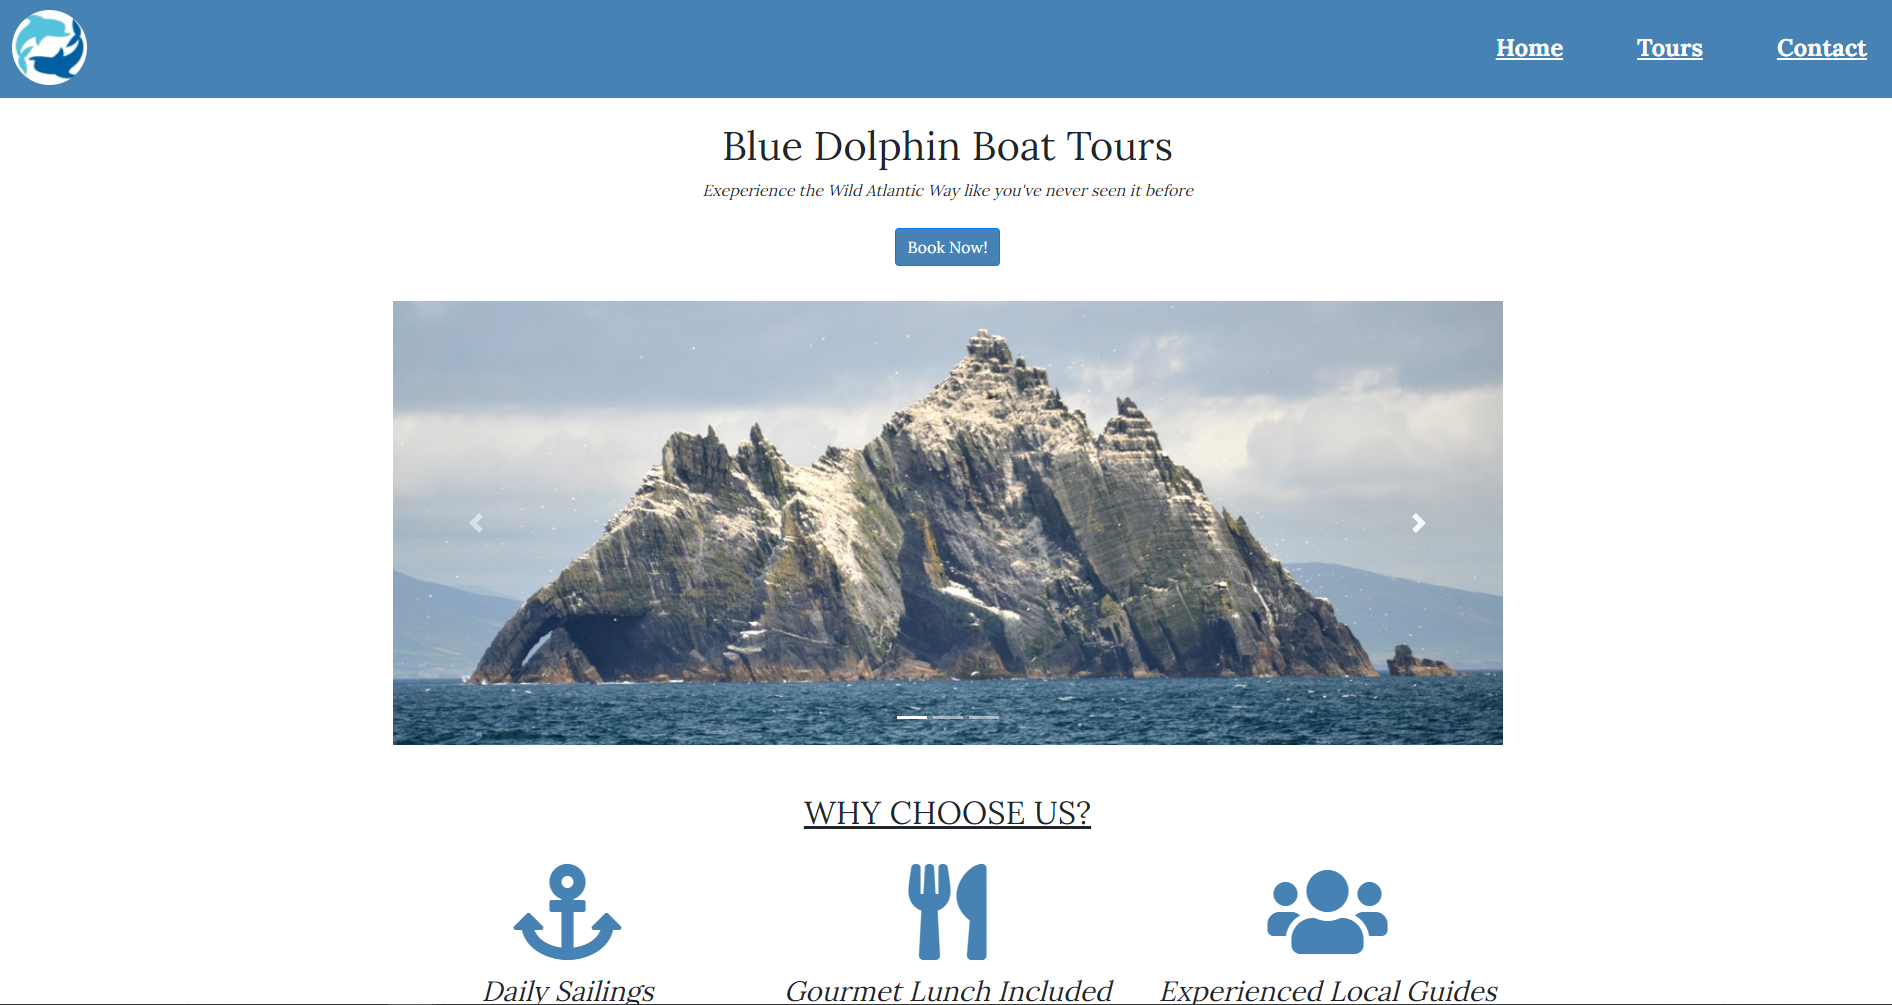 Home Tours Contact
Blue Dolphin Boat Tours
Exeperience the Wild Atlantic Way like you've never seen it before
Book Now!
WHY CHOOSE US?
Daily Sailings Gourmet Lunch Included Experienced Local Guides